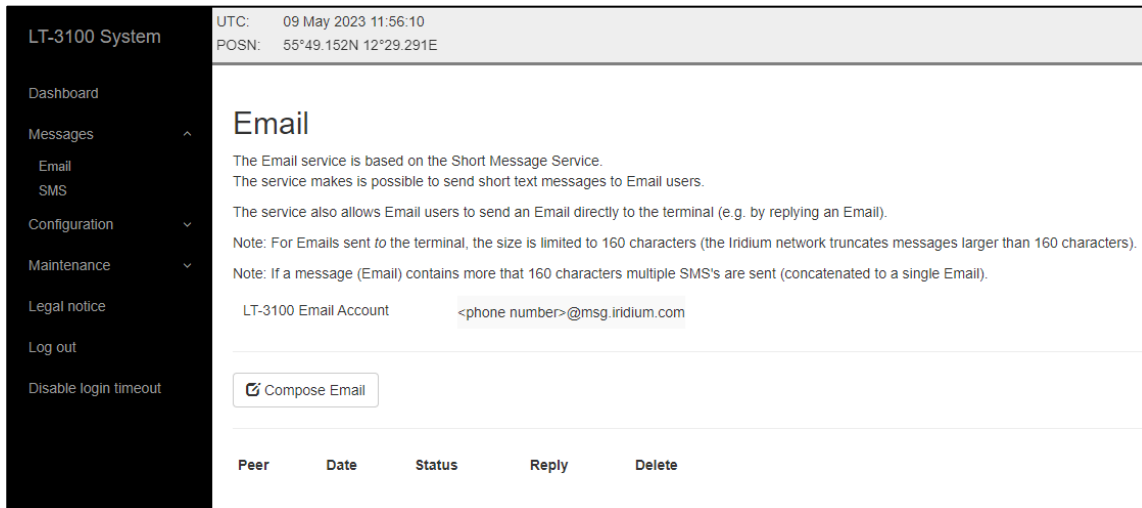 LT-3100 System
UTC: 09 May 2023 11:56:10
POSN: 55°49.152N 12°29.291E
Dashboard
Messages
Email
SMS
Configuration
Maintenance
Legal notice
Log out
Disable login timeout
Email
The Email service is based on the Short Message Service.
The service makes is possible to send short text messages to Email users.
The service also allows Email users to send an Email directly to the terminal (e.g. by replying an Email).
Note: For Emails sent to the terminal, the size is limited to 160 characters (the Iridium network truncates messages larger than 160 characters).
Note: If a message (Email) contains more that 160 characters multiple SMS's are sent (concatenated to a single Email).
LT-3100 Email Account <phone number>@msg.iridium.com
Compose Email
Peer Date Status Reply Delete